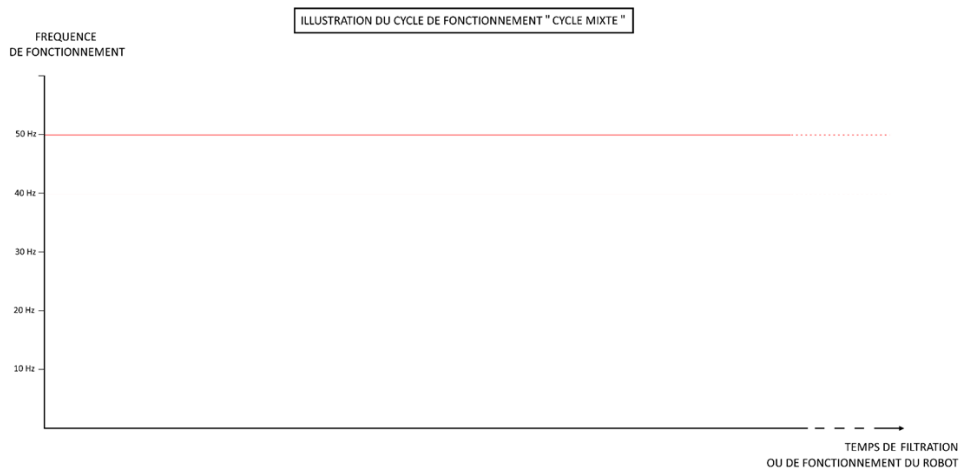 ILLUSTRATION DU CYCLE DE FONCTIONNEMENT " CYCLE MIXTE "
FREQUENCE
DE FONCTIONNEMENT
50 Hz
40 Hz
30 Hz
20 Hz
10 Hz
TEMPS DE FILTRATION
OU DE FONCTIONNEMENT DU ROBOT